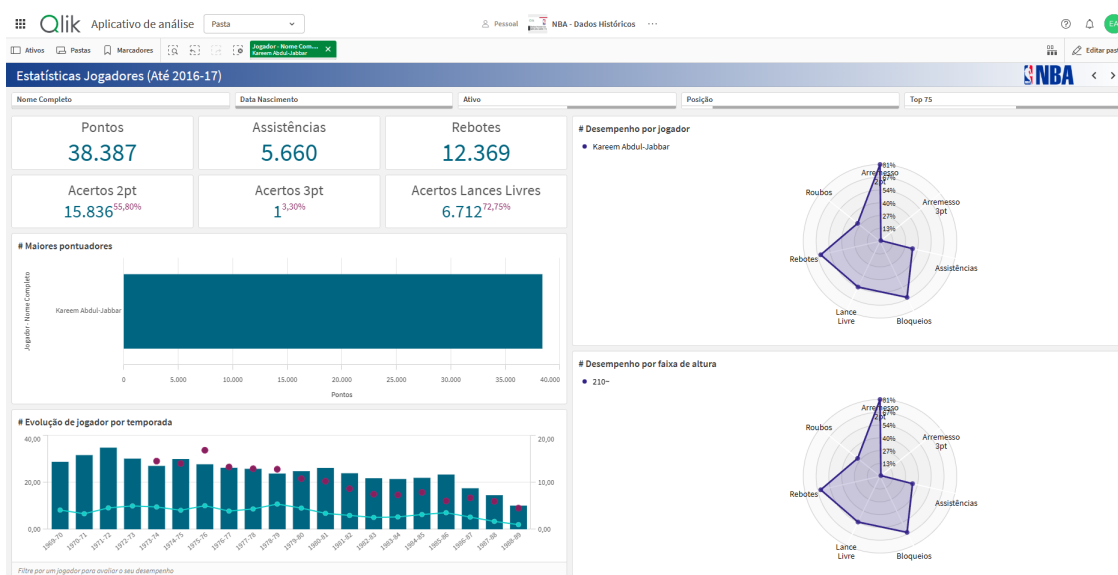 Qlik
Aplicativo de análise
Pasta
Pessoal
NBA - Dados Históricos
EA
Ativos
Pastas
Marcadores
Jogador - Nome Com...
Kareem Abdul-Jabbar
Editar past
Estatísticas Jogadores (Até 2016-17)
NBA
Nome Completo
Data Nascimento
Ativo
Posição
Top 75
Pontos
38.387
Assistências
5.660
Rebotes
12.369
Acertos 2pt
15.836 55,80%
Acertos 3pt
1 3,30%
Acertos Lances Livres
6.712 72,75%
# Maiores pontuadores
Jogador - Nome Completo
Kareem Abdul-Jabbar
0 5.000 10.000 15.000 20.000 25.000 30.000 35.000 40.000
Pontos
# Evolução de jogador por temporada
40,00
20,00
0,00
20,00
10,00
0,00
1969-70 1970-71 1971-72 1972-73 1973-74 1974-75 1975-76 1976-77 1977-78 1978-79 1979-80 1980-81 1981-82 1982-83 1983-84 1984-85 1985-86 1986-87 1987-88 1988-89
Filtre por um jogador para avaliar o seu desempenho
# Desempenho por jogador
Kareem Abdul-Jabbar
81%
67%
54%
40%
27%
13%
Arremesso
2pt
Arremesso
3pt
Assistências
Bloqueios
Lance
Livre
Rebotes
Roubos
# Desempenho por faixa de altura
210~
81%
67%
54%
40%
27%
13%
Arremesso
2pt
Arremesso
3pt
Assistências
Bloqueios
Lance
Livre
Rebotes
Roubos